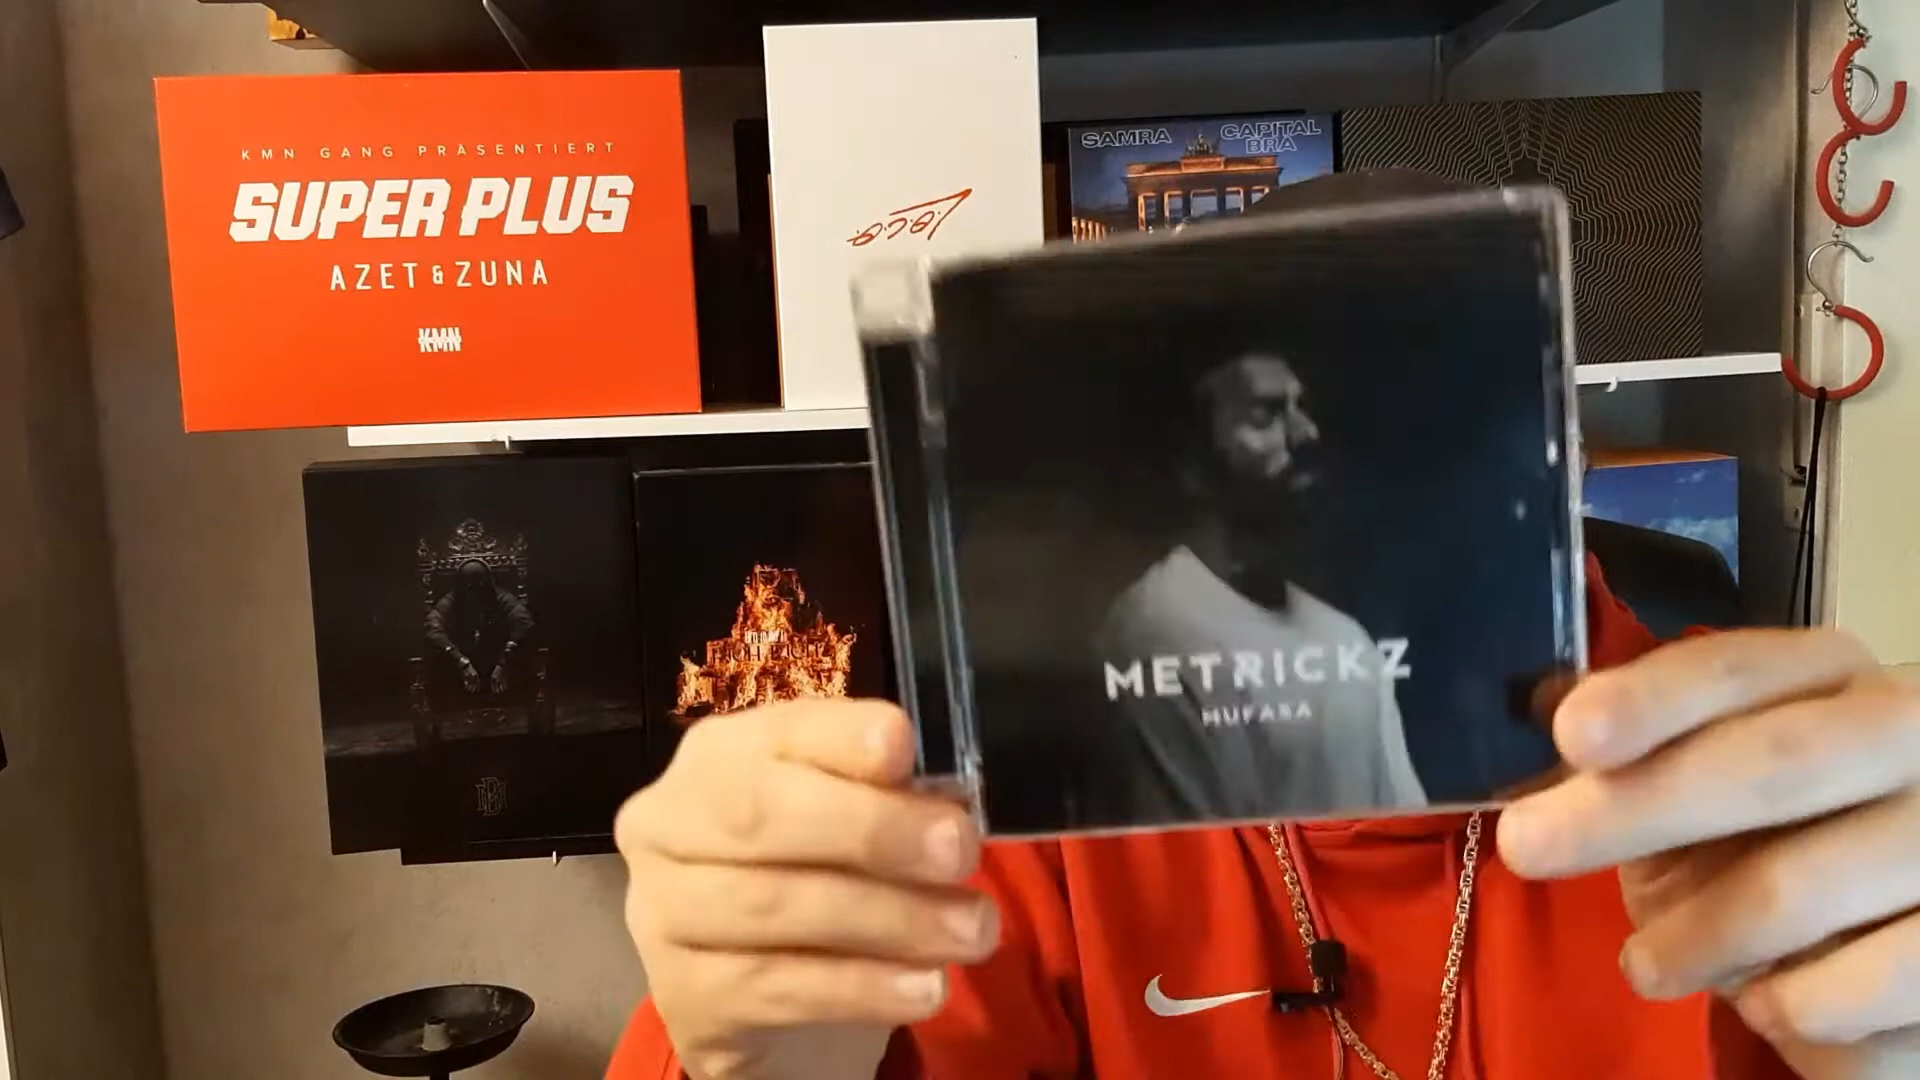 KMN GANG PRÄSENTIERT
SUPER PLUS
AZET & ZUNA
KMN
SAMRA
CAPITAL
BRA
METRICKZ
MUFASA